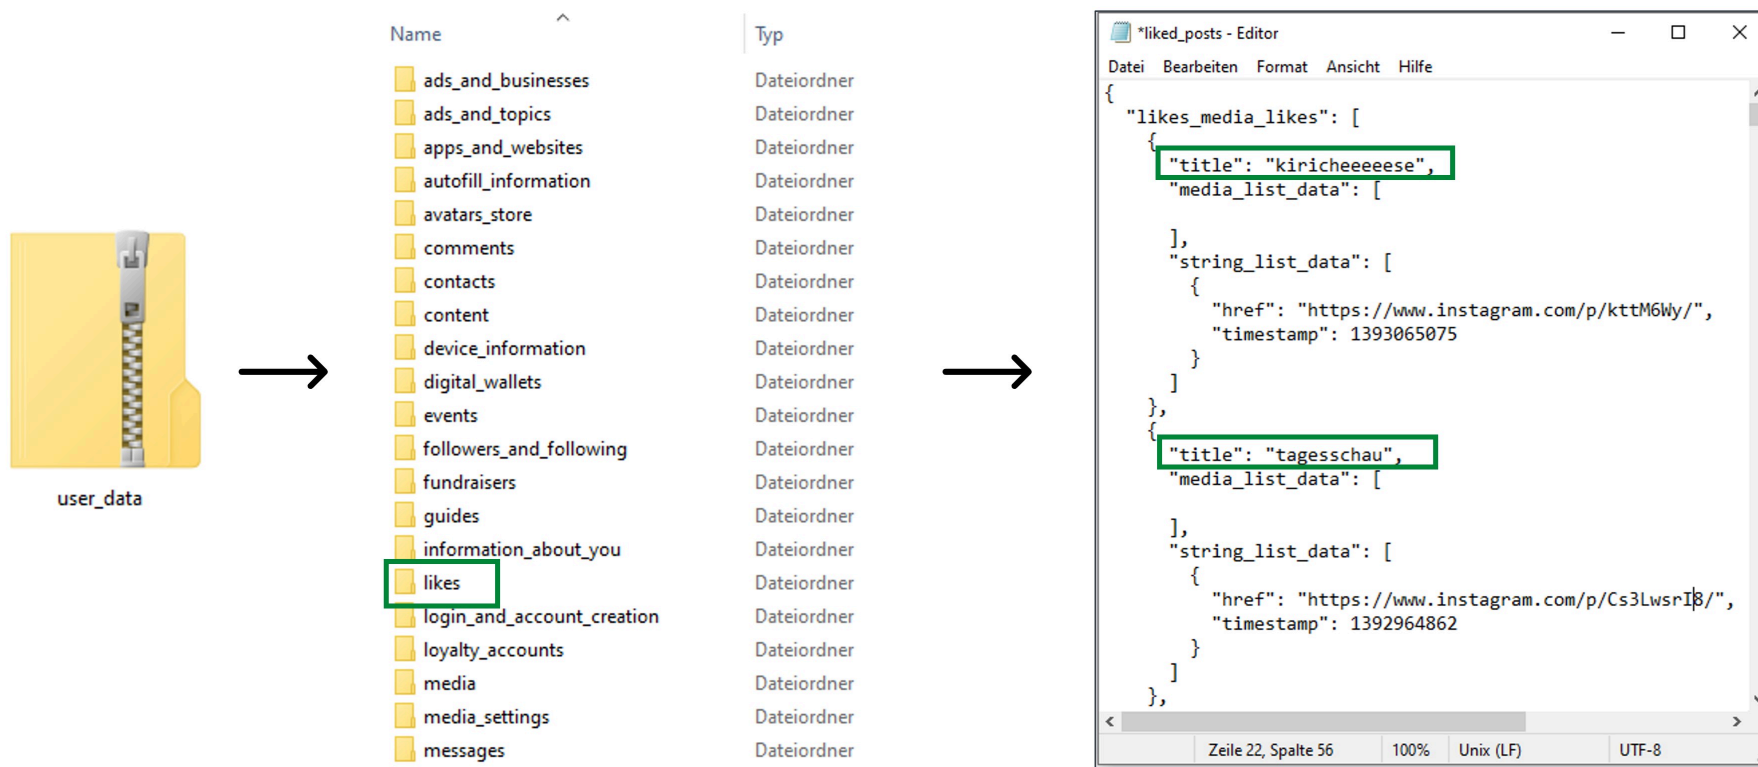 user_data
Name Typ
ads_and_businesses Dateiordner
ads_and_topics Dateiordner
apps_and_websites Dateiordner
autofill_information Dateiordner
avatars_store Dateiordner
comments Dateiordner
contacts Dateiordner
content Dateiordner
device_information Dateiordner
digital_wallets Dateiordner
events Dateiordner
followers_and_following Dateiordner
fundraisers Dateiordner
guides Dateiordner
information_about_you Dateiordner
likes Dateiordner
login_and_account_creation Dateiordner
loyalty_accounts Dateiordner
media Dateiordner
media_settings Dateiordner
messages Dateiordner
*liked_posts - Editor
Datei Bearbeiten Format Ansicht Hilfe
{
"likes_media_likes": [
{
"title": "kiricheeeeese",
"media_list_data": [
],
"string_list_data": [
{
"href": "https://www.instagram.com/p/kttM6Wy/",
"timestamp": 1393065075
}
]
},
{
"title": "tagesschau",
"media_list_data": [
],
"string_list_data": [
{
"href": "https://www.instagram.com/p/Cs3LwsrI8/",
"timestamp": 1392964862
}
]
},
Zeile 22, Spalte 56 100% Unix (LF) UTF-8